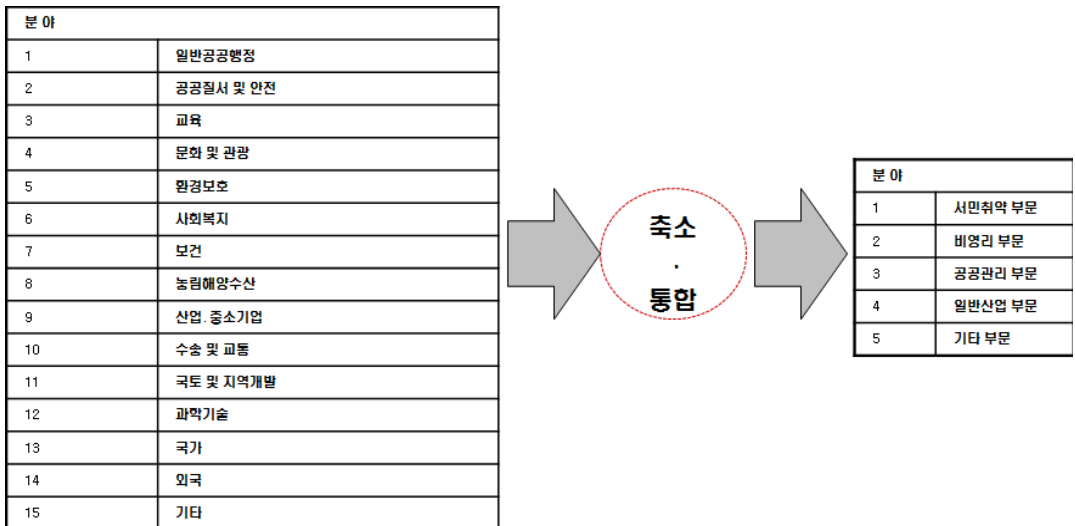 분 야
1 일반공공행정
2 공공질서 및 안전
3 교육
4 문화 및 관광
5 환경보호
6 사회복지
7 보건
8 농림해양수산
9 산업.중소기업
10 수송 및 교통
11 국토 및 지역개발
12 과학기술
13 국가
14 외국
15 기타
축소
.
통합
분 야
1 서민취약 부문
2 비영리 부문
3 공공관리 부문
4 일반산업 부문
5 기타 부문